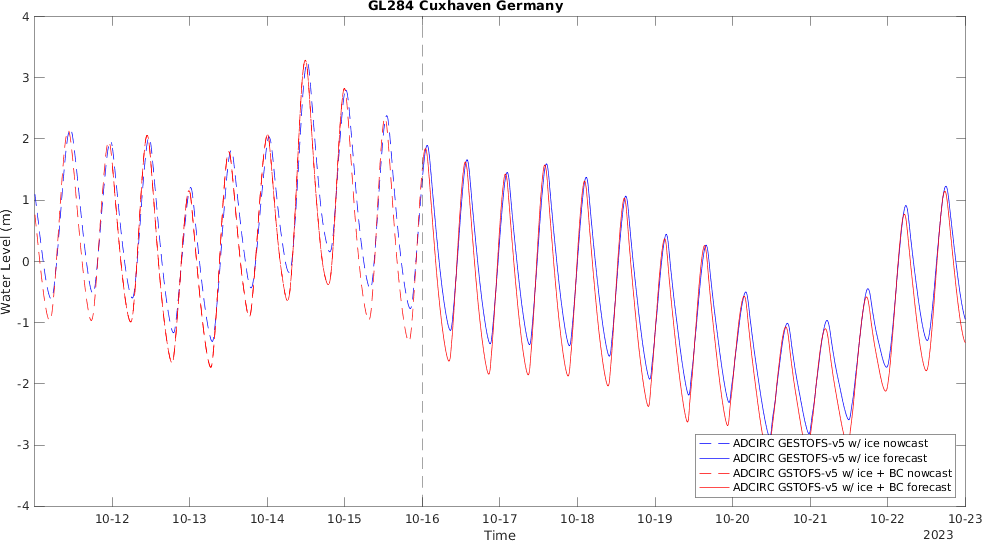 GL284 Cuxhaven Germany
4
3
2
1
0
-1
-2
-3
-4
Water Level (m)
ADCIRC GESTOFS-v5 w/ ice nowcast
ADCIRC GESTOFS-v5 w/ ice forecast
ADCIRC GSTOFS-v5 w/ ice + BC nowcast
ADCIRC GSTOFS-v5 w/ ice + BC forecast
10-12 10-13 10-14 10-15 10-16 10-17 10-18 10-19 10-20 10-21 10-22 10-23
Time
2023